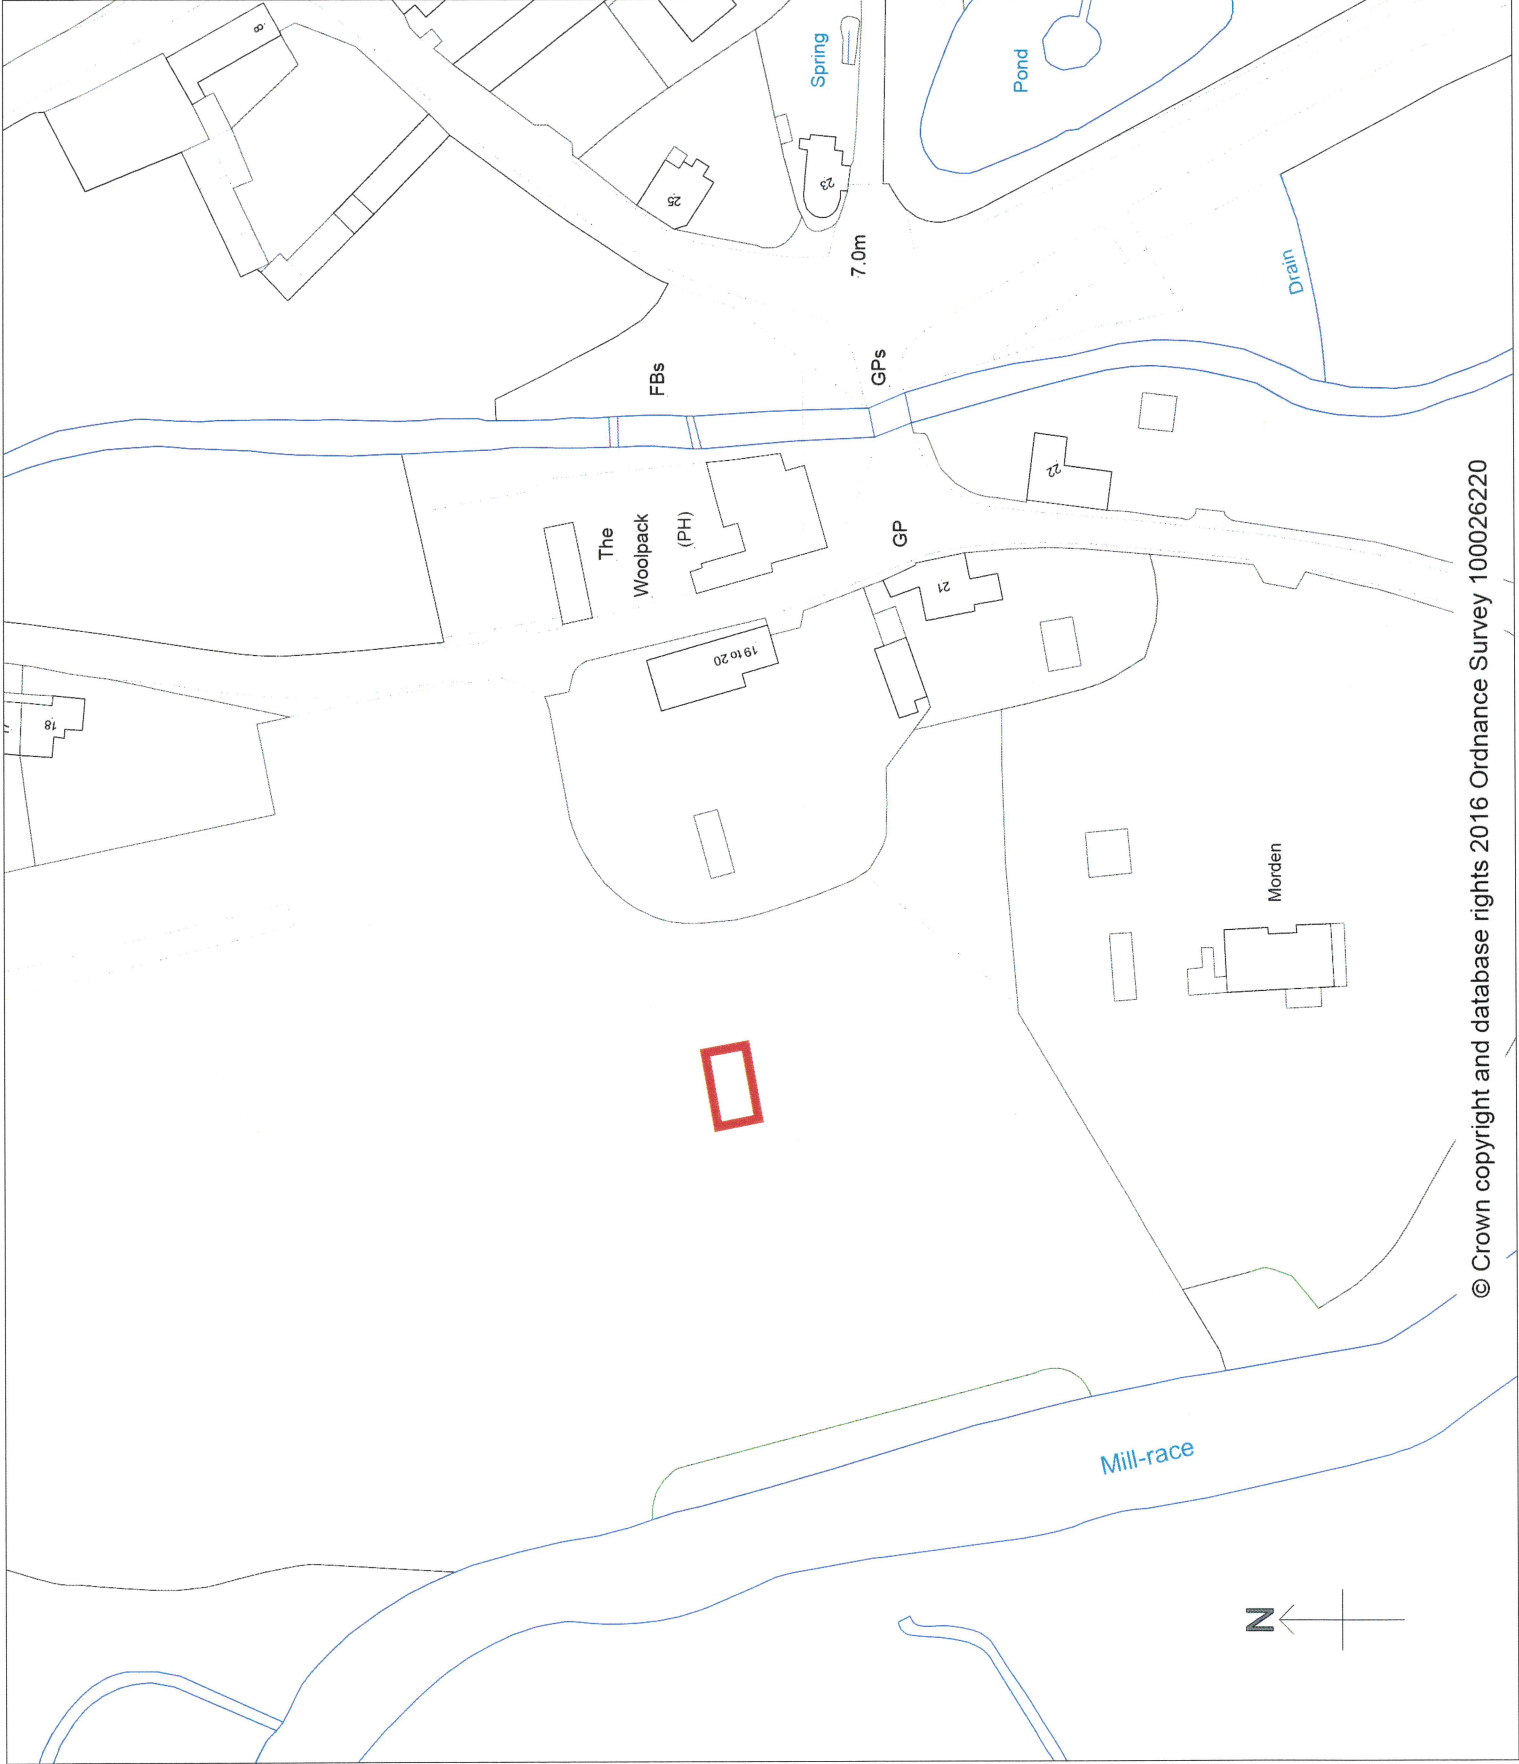 8
Spring
Pond
25
23
7.0m
Drain
FBs
GPs
22
The
Woolpack
(PH)
GP
21
19 to 20
18
Morden
Mill-race
N
© Crown copyright and database rights 2016 Ordnance Survey 100026220